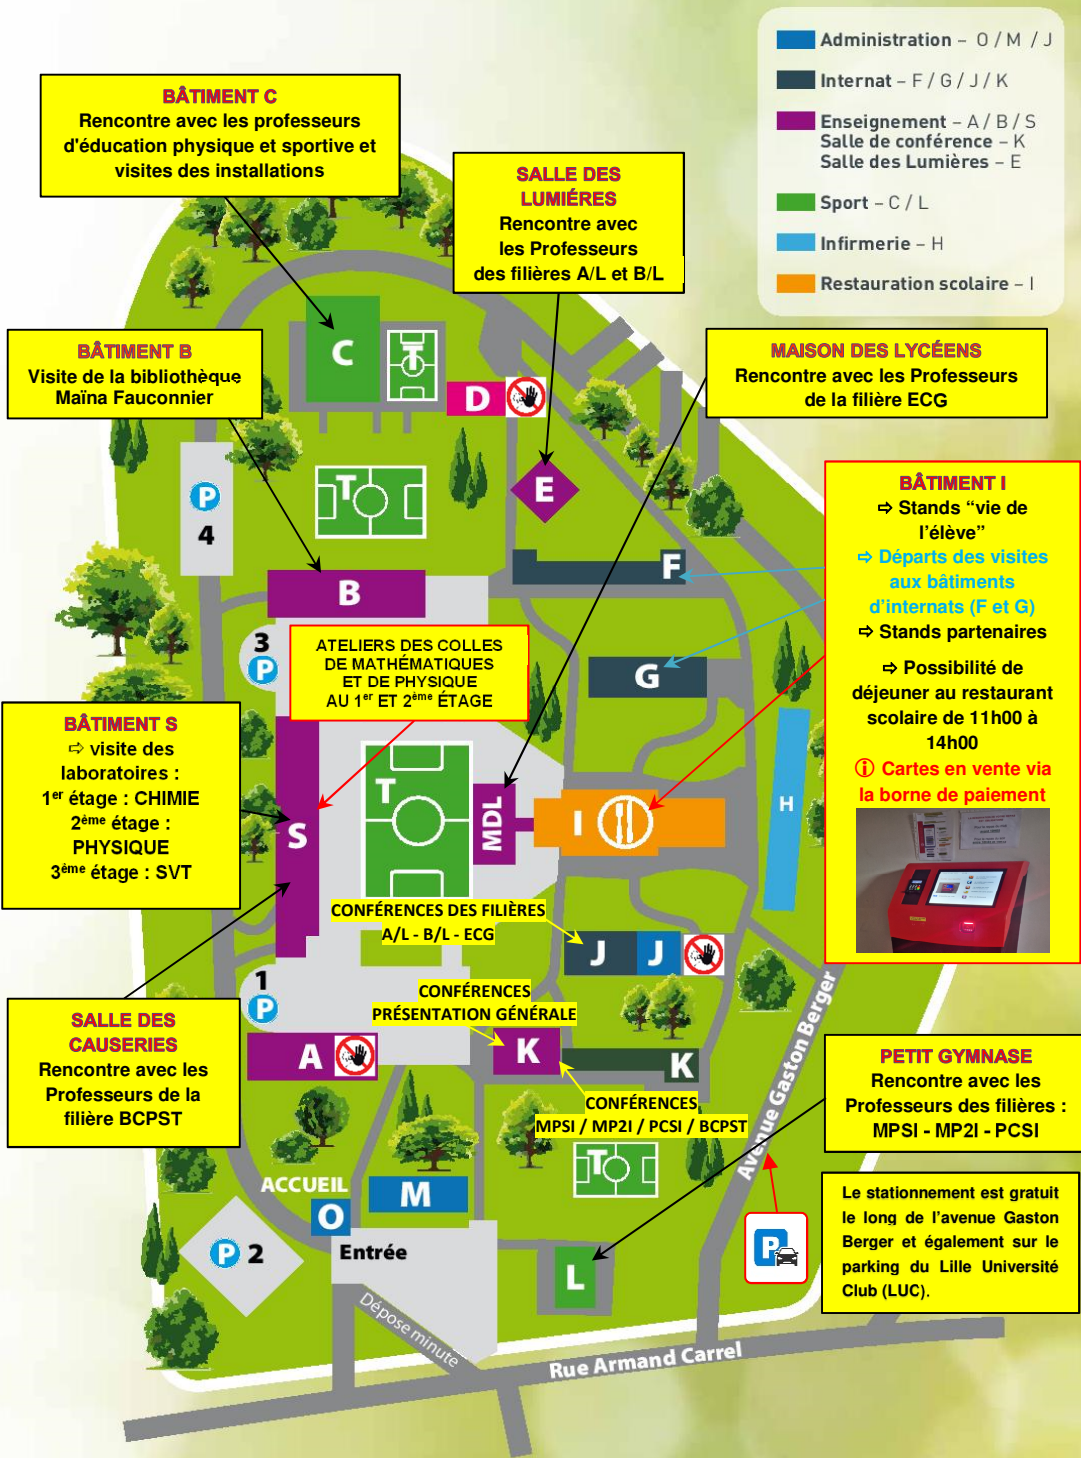 Administration – O / M / J
Internat – F / G / J / K
Enseignement – A / B / S
Salle de conférence – K
Salle des Lumières – E
Sport – C / L
Infirmerie – H
Restauration scolaire – I
BÂTIMENT C
Rencontre avec les professeurs
d'éducation physique et sportive et
visites des installations
SALLE DES
LUMIÉRES
Rencontre avec
les Professeurs
des filières A/L et B/L
BÂTIMENT B
Visite de la bibliothèque
Maïna Fauconnier
MAISON DES LYCÉENS
Rencontre avec les Professeurs
de la filière ECG
C
T
D
E
T
P
4
F
B
BÂTIMENT I
⇨ Stands “vie de
l’élève”
⇨ Départs des visites
aux bâtiments
d’internats (F et G)
⇨ Stands partenaires
⇨ Possibilité de
déjeuner au restaurant
scolaire de 11h00 à
14h00
ⓘ Cartes en vente via
la borne de paiement
3
P
ATELIERS DES COLLES
DE MATHÉMATIQUES
ET DE PHYSIQUE
AU 1er ET 2ème ÉTAGE
G
BÂTIMENT S
⇨ visite des
laboratoires :
1er étage : CHIMIE
2ème étage :
PHYSIQUE
3ème étage : SVT
S
T
MDL
I
H
CONFÉRENCES DES FILIÈRES
A/L - B/L - ECG
J
J
1
P
CONFÉRENCES
PRÉSENTATION GÉNÉRALE
A
K
K
CONFÉRENCES
MPSI / MP2I / PCSI / BCPST
SALLE DES
CAUSERIES
Rencontre avec les
Professeurs de la
filière BCPST
Avenue Gaston Berger
PETIT GYMNASE
Rencontre avec les
Professeurs des filières :
MPSI - MP2I - PCSI
T
ACCUEIL
O
M
Entrée
P 2
L
P
Le stationnement est gratuit
le long de l’avenue Gaston
Berger et également sur le
parking du Lille Université
Club (LUC).
Dépose minute
Rue Armand Carrel